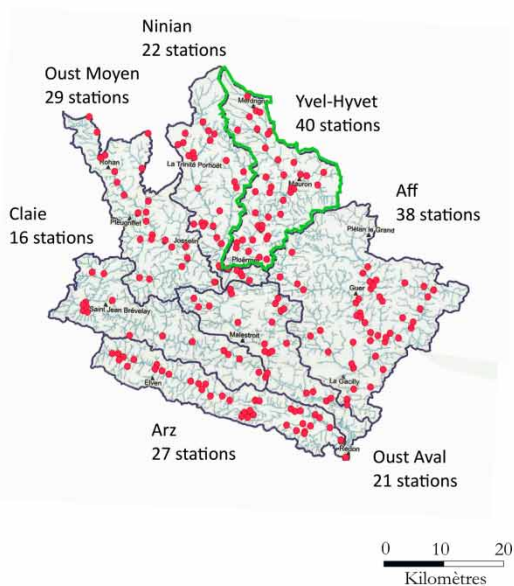 Ninian
22 stations
Oust Moyen
29 stations
Yvel-Hyvet
40 stations
Merdrignac
Rohan
La Trinité Porhoët
Mauron
Aff
38 stations
Claie
16 stations
Pleugriffet
Josselin
Ploërmel
Plélan le Grand
Guer
Saint Jean Brévelay
Malestroit
Elven
La Gacilly
Arz
27 stations
Redon
Oust Aval
21 stations
0 10 20
Kilomètres